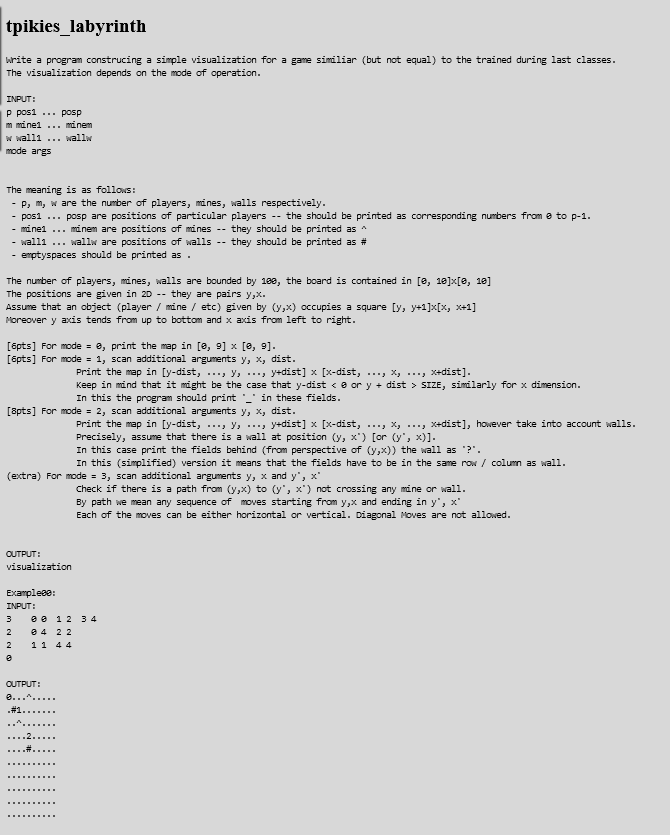 tpikies_labyrinth
Write a program construcing a simple visualization for a game similiar (but not equal) to the trained during last classes.
The visualization depends on the mode of operation.
INPUT:
p pos1 ... posp
m mine1 ... minem
w wall1 ... wallw
mode args
The meaning is as follows:
- p, m, w are the number of players, mines, walls respectively.
- pos1 ... posp are positions of particular players -- the should be printed as corresponding numbers from 0 to p-1.
- mine1 ... minem are positions of mines -- they should be printed as ^
- wall1 ... wallw are positions of walls -- they should be printed as #
- emptyspaces should be printed as .
The number of players, mines, walls are bounded by 100, the board is contained in [0, 10]x[0, 10]
The positions are given in 2D -- they are pairs y,x.
Assume that an object (player / mine / etc) given by (y,x) occupies a square [y, y+1]x[x, x+1]
Moreover y axis tends from up to bottom and x axis from left to right.
[6pts] For mode = 0, print the map in [0, 9] x [0, 9].
[6pts] For mode = 1, scan additional arguments y, x, dist.
Print the map in [y-dist, ..., y, ..., y+dist] x [x-dist, ..., x, ..., x+dist].
Keep in mind that it might be the case that y-dist < 0 or y + dist > SIZE, similarly for x dimension.
In this the program should print '_' in these fields.
[8pts] For mode = 2, scan additional arguments y, x, dist.
Print the map in [y-dist, ..., y, ..., y+dist] x [x-dist, ..., x, ..., x+dist], however take into account walls.
Precisely, assume that there is a wall at position (y, x') [or (y', x)].
In this case print the fields behind (from perspective of (y,x)) the wall as '?'.
In this (simplified) version it means that the fields have to be in the same row / column as wall.
(extra) For mode = 3, scan additional arguments y, x and y', x'
Check if there is a path from (y,x) to (y', x') not crossing any mine or wall.
By path we mean any sequence of moves starting from y,x and ending in y', x'
Each of the moves can be either horizontal or vertical. Diagonal Moves are not allowed.
OUTPUT:
visualization
Example00:
INPUT:
3 0 0 1 2 3 4
2 0 4 2 2
2 1 1 4 4
0
OUTPUT:
0...^.....
.#1.......
..^.......
....2.....
....#.....
..........
..........
..........
..........
..........